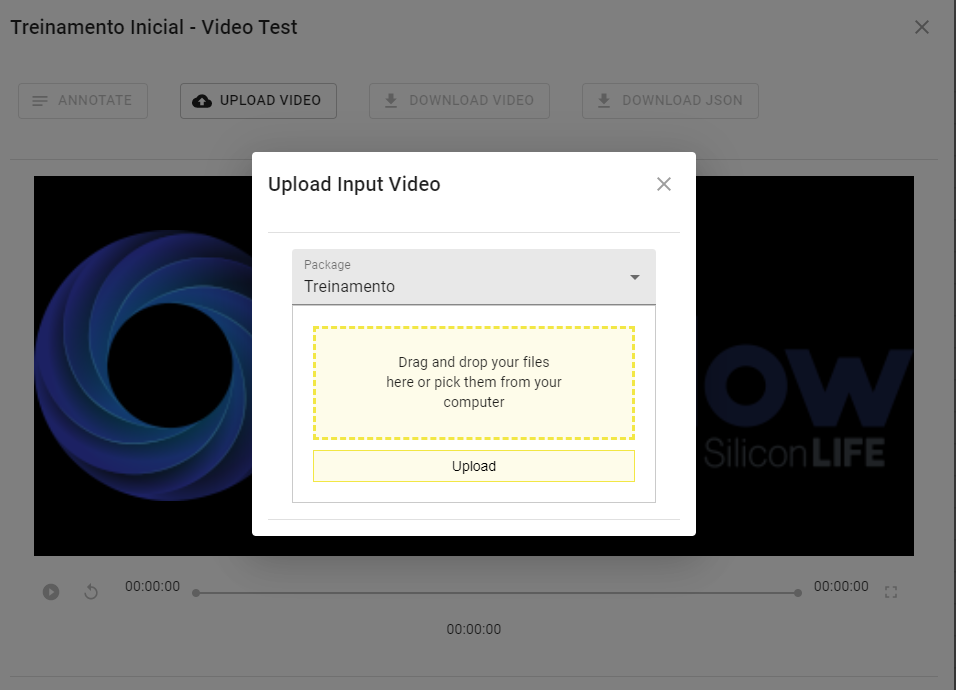 Treinamento Inicial - Video Test
ANNOTATE
UPLOAD VIDEO
DOWNLOAD VIDEO
DOWNLOAD JSON
Upload Input Video
Package
Treinamento
Drag and drop your files
here or pick them from your
computer
Upload
OW
SiliconLIFE
00:00:00
00:00:00
00:00:00